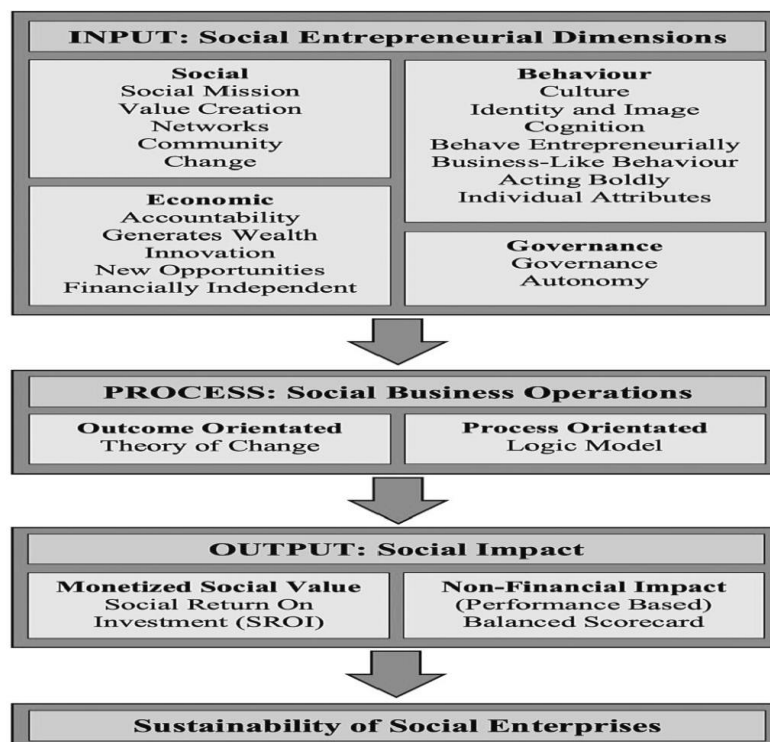 INPUT: Social Entrepreneurial Dimensions
Social
Social Mission
Value Creation
Networks
Community
Change
Economic
Accountability
Generates Wealth
Innovation
New Opportunities
Financially Independent
Behaviour
Culture
Identity and Image
Cognition
Behave Entrepreneurially
Business-Like Behaviour
Acting Boldly
Individual Attributes
Governance
Governance
Autonomy
PROCESS: Social Business Operations
Outcome Orientated
Theory of Change
Process Orientated
Logic Model
OUTPUT: Social Impact
Monetized Social Value
Social Return On
Investment (SROI)
Non-Financial Impact
(Performance Based)
Balanced Scorecard
Sustainability of Social Enterprises